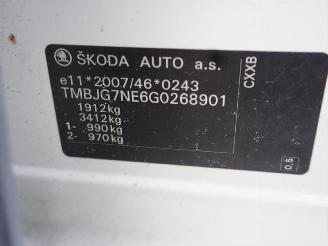 ŠKODA AUTO a.s.
e11*2007/46*0243
TMBJG7NE6G0268901
1912kg
3412kg
1- 990kg
2- 970kg
CXXB
0,5